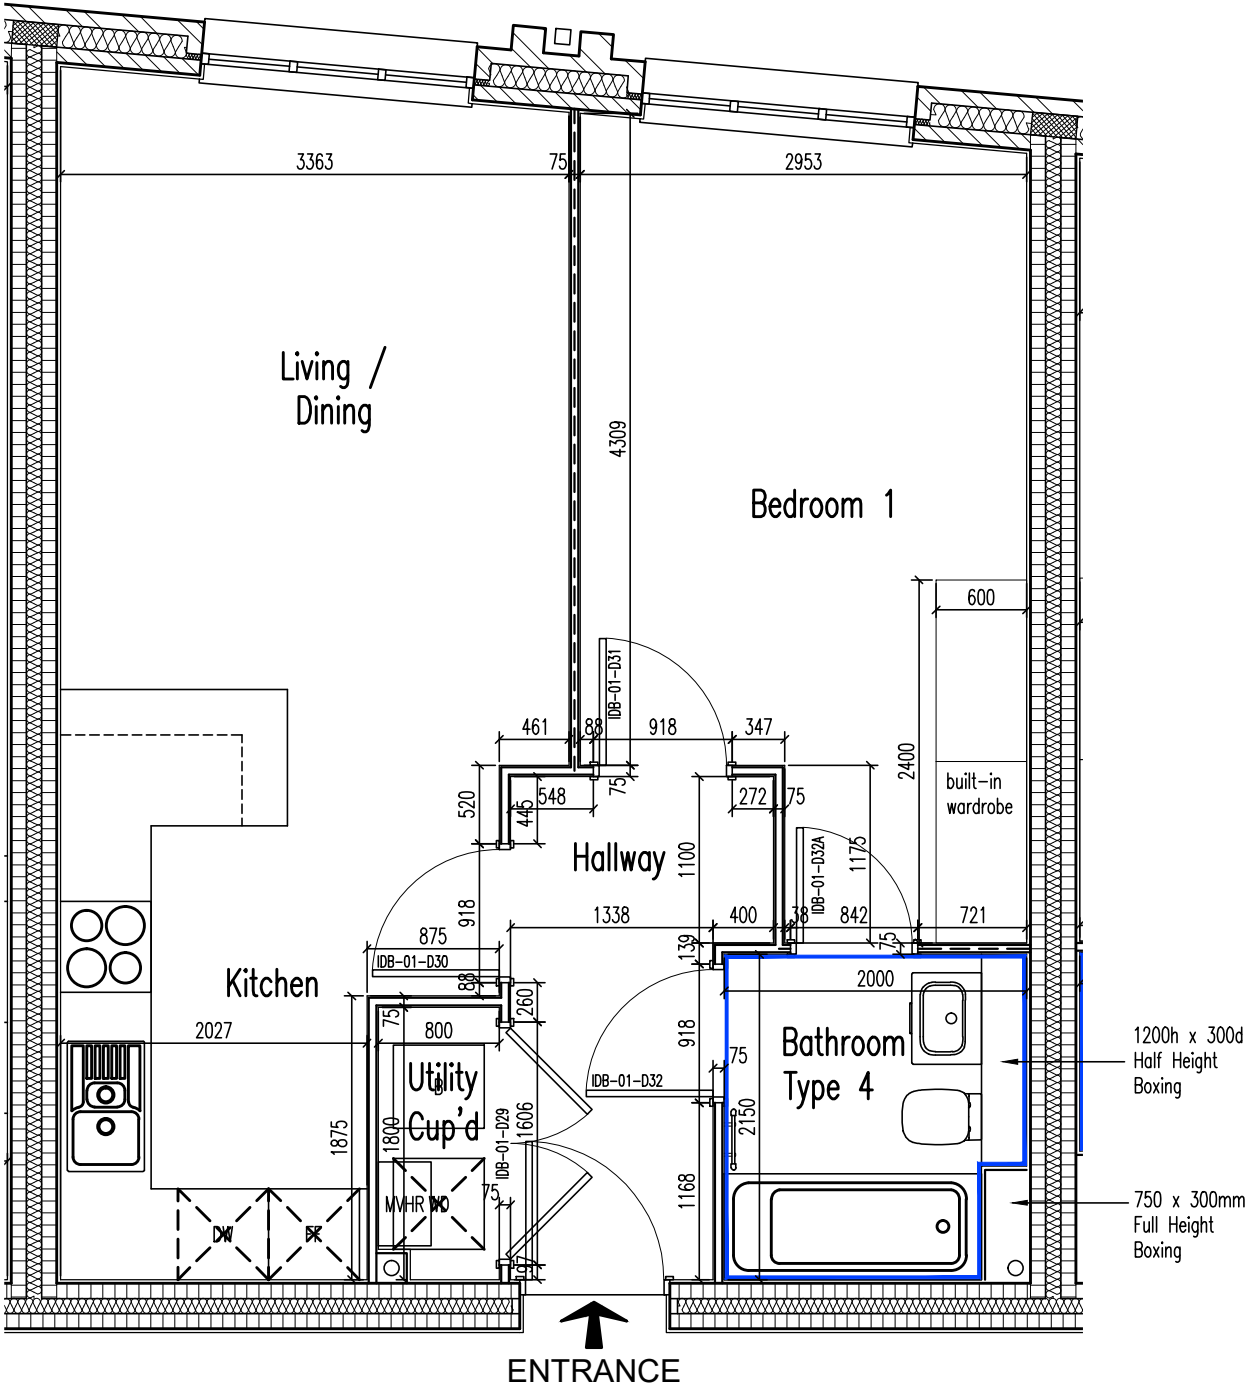 3363
75
2953
Living /
Dining
4309
Bedroom 1
600
IDB-01-D31
461
88
918
347
2400
built-in
wardrobe
520
548
445
75
272
75
1100
1175
Hallway
IDB-01-D32A
918
1338
400
38
842
721
875
139
75
IDB-01-D30
88
Kitchen
2000
260
75
2027
800
918
Bathroom
Type 4
75
1200h x 300d
Half Height
Boxing
IDB-01-D32
B
Utility
Cup'd
1875
1800
IDB-01-D29
1606
2150
MVHR
WD
75
1168
750 x 300mm
Full Height
Boxing
DW
FF
97
ENTRANCE